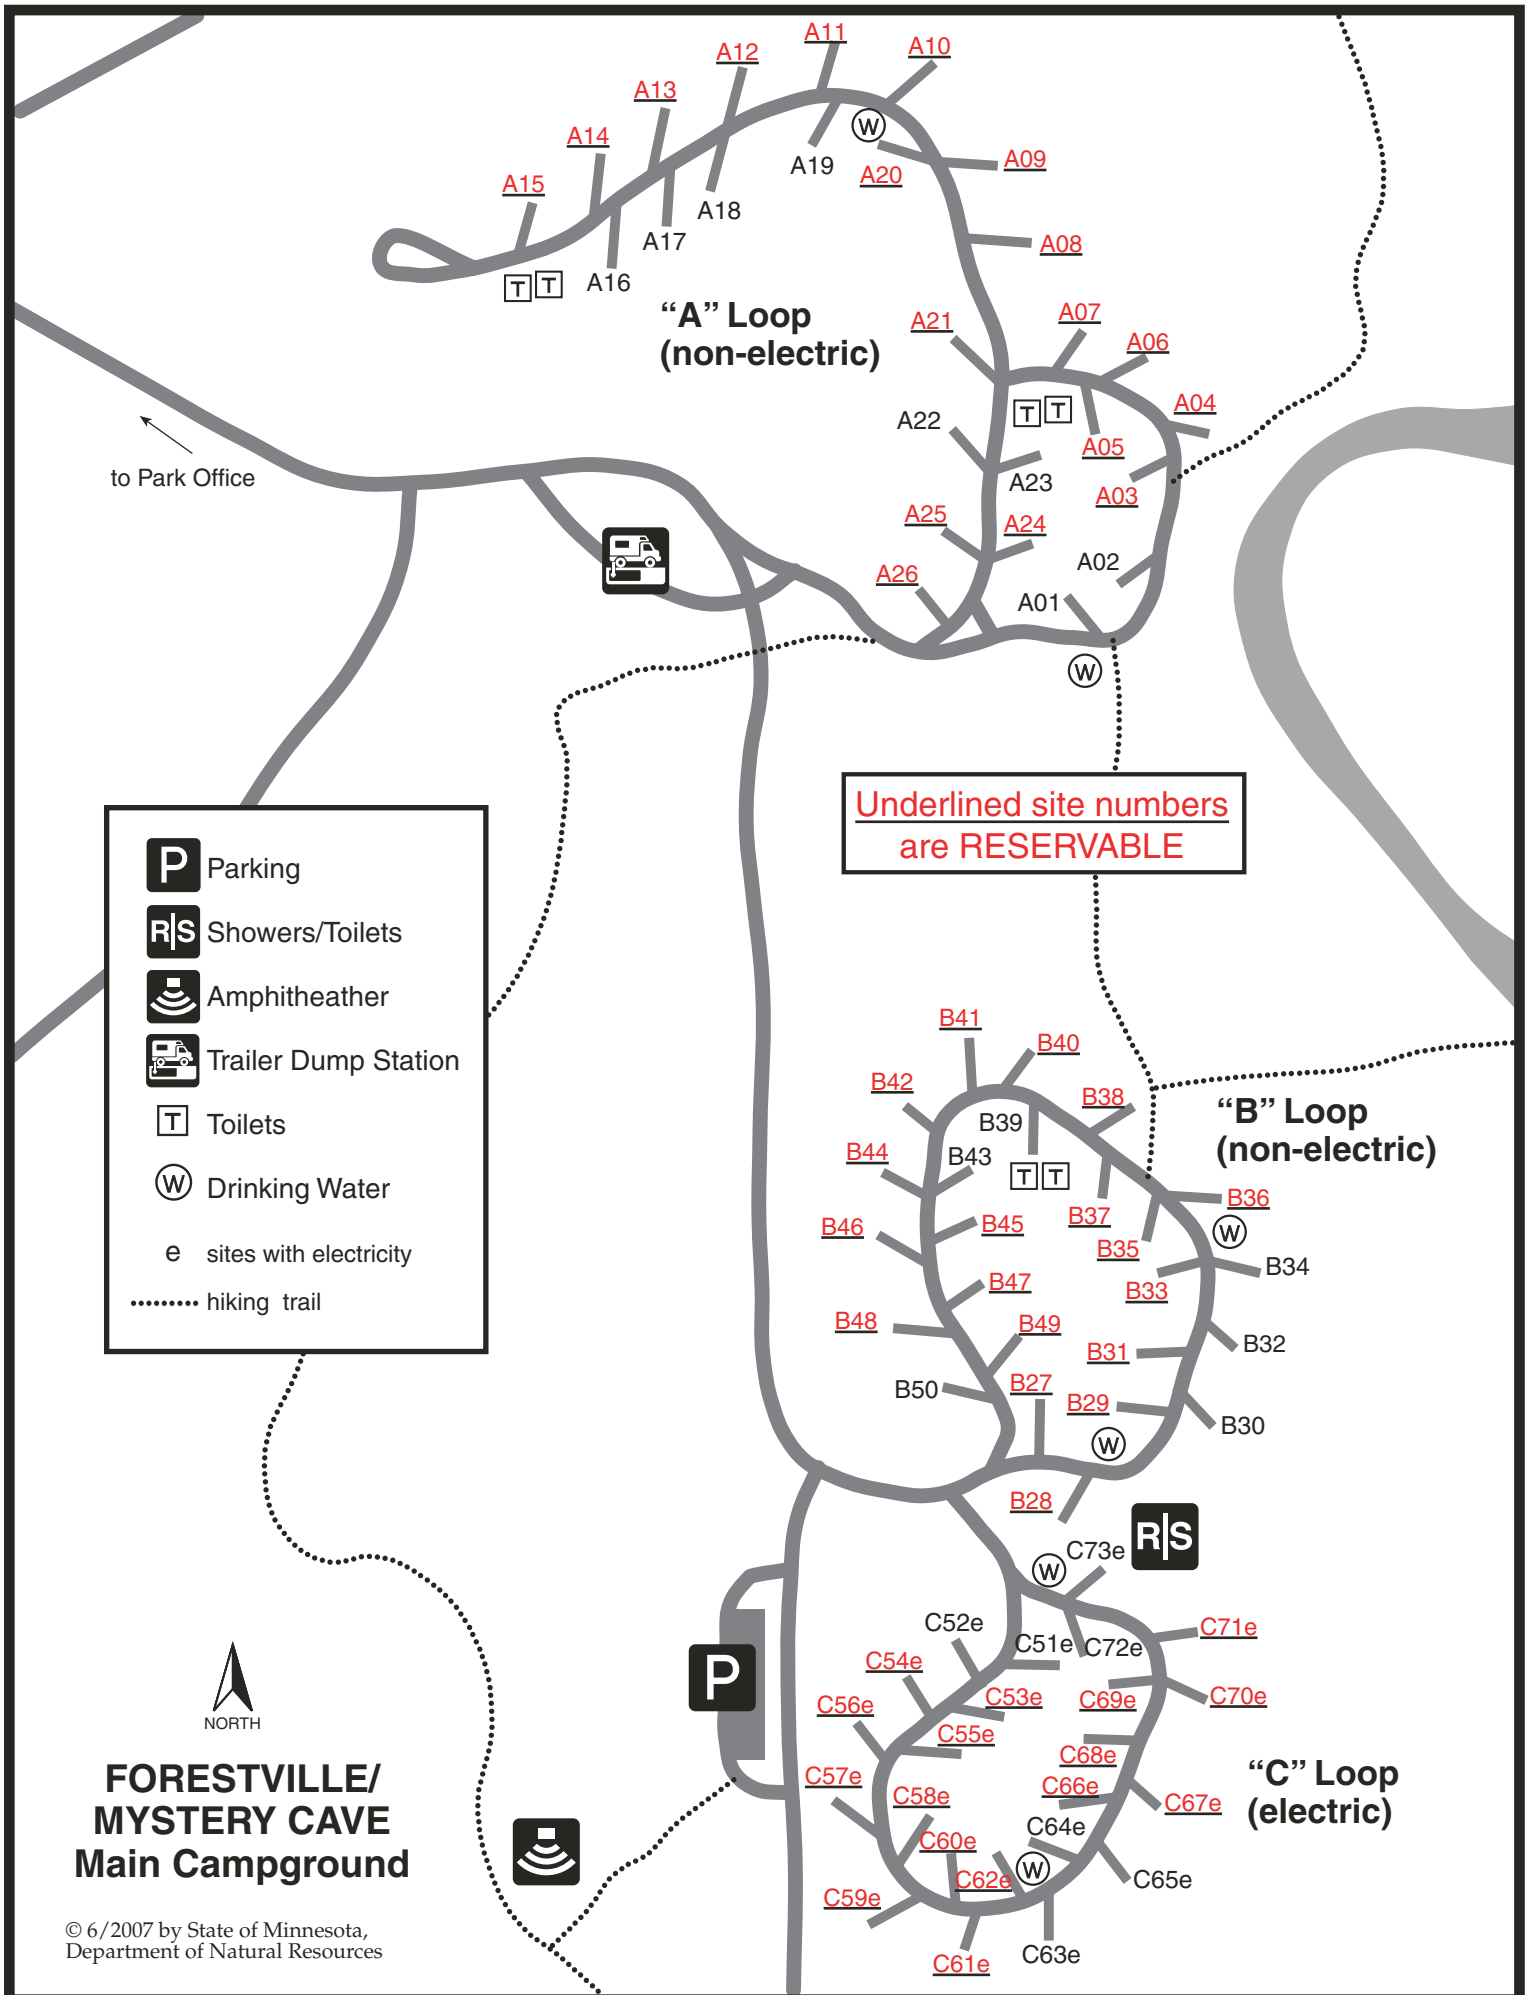 A11
A10
A12
A13
A14
A15
W
A19
A20
A09
A18
A17
A16
A08
T T
"A" Loop
(non-electric)
A21
A07
A06
A04
T T
A22
A05
A23
A03
to Park Office
A25
A24
A02
A26
A01
W
Underlined site numbers
are RESERVABLE
P Parking
R|S Showers/Toilets
Amphitheather
Trailer Dump Station
T Toilets
W Drinking Water
e sites with electricity
hiking trail
B41
B40
B42
B38
B39
"B" Loop
(non-electric)
B44
B43
T T
B36
B37
B46
B45
W
B35
B34
B33
B47
B48
B49
B32
B31
B50
B27
B29
B30
W
B28
R|S
C73e
W
C52e
C51e
C72e
C71e
C54e
P
C56e
C53e
C69e
C70e
C55e
C68e
C57e
C58e
C66e
C67e
"C" Loop
(electric)
C60e
C64e
W
C62e
C65e
C59e
C63e
C61e
NORTH
FORESTVILLE/
MYSTERY CAVE
Main Campground
© 6/2007 by State of Minnesota,
Department of Natural Resources